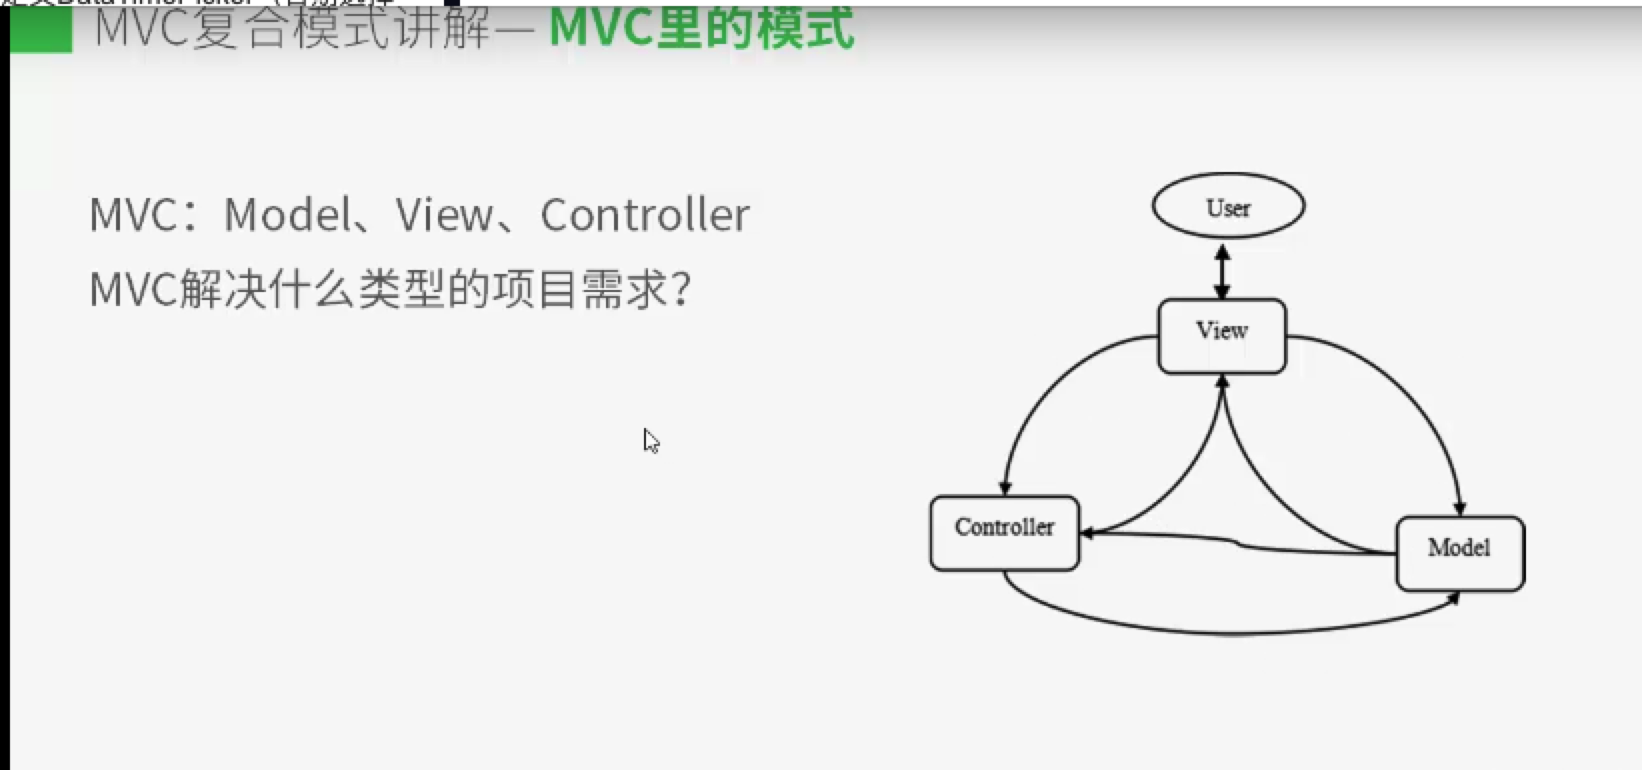 MVC复合模式讲解— MVC里的模式
MVC：Model、View、Controller
MVC解决什么类型的项目需求？
User
View
Controller
Model